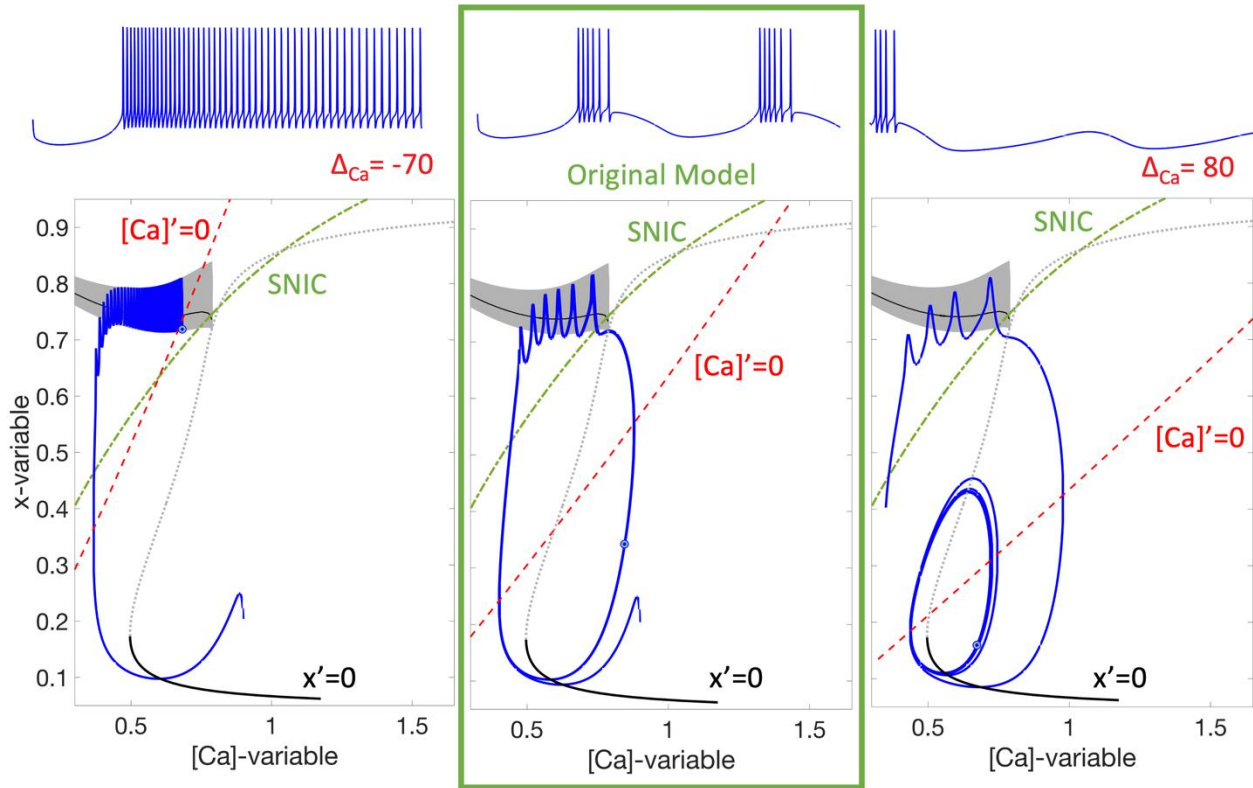 Δ_Ca= -70
Original Model
Δ_Ca= 80
[Ca]'=0
SNIC
SNIC
[Ca]'=0
SNIC
[Ca]'=0
x-variable
0.9
0.8
0.7
0.6
0.5
0.4
0.3
0.2
0.1
x'=0
x'=0
x'=0
0.5 1 1.5
0.5 1 1.5
0.5 1 1.5
[Ca]-variable
[Ca]-variable
[Ca]-variable